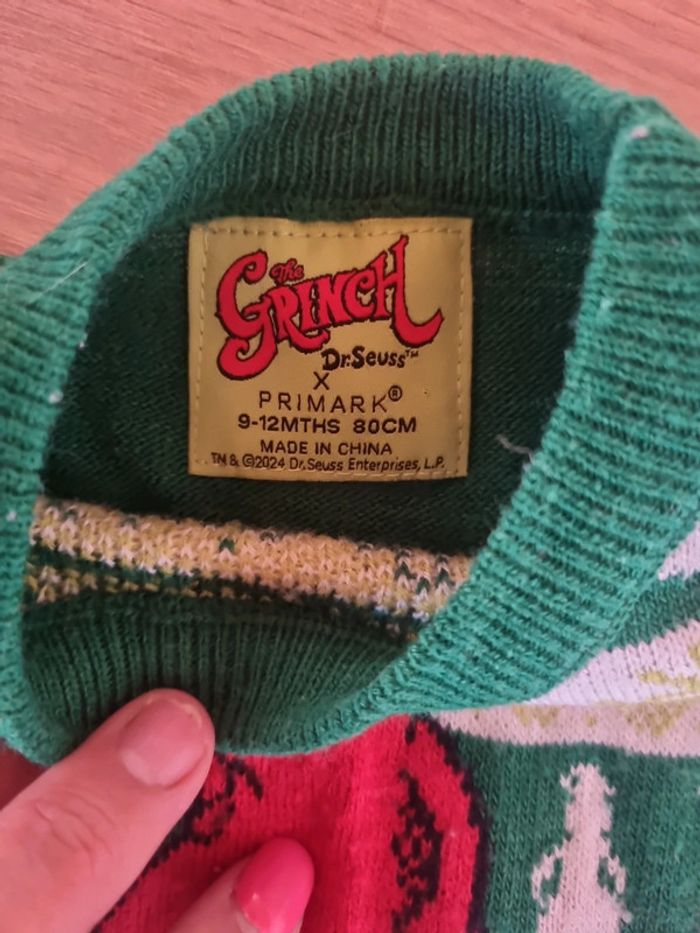 The
GRINCH
Dr. Seuss™
X
PRIMARK®
9-12MTHS 80CM
MADE IN CHINA
TM & ©2024 Dr. Seuss Enterprises, L.P.